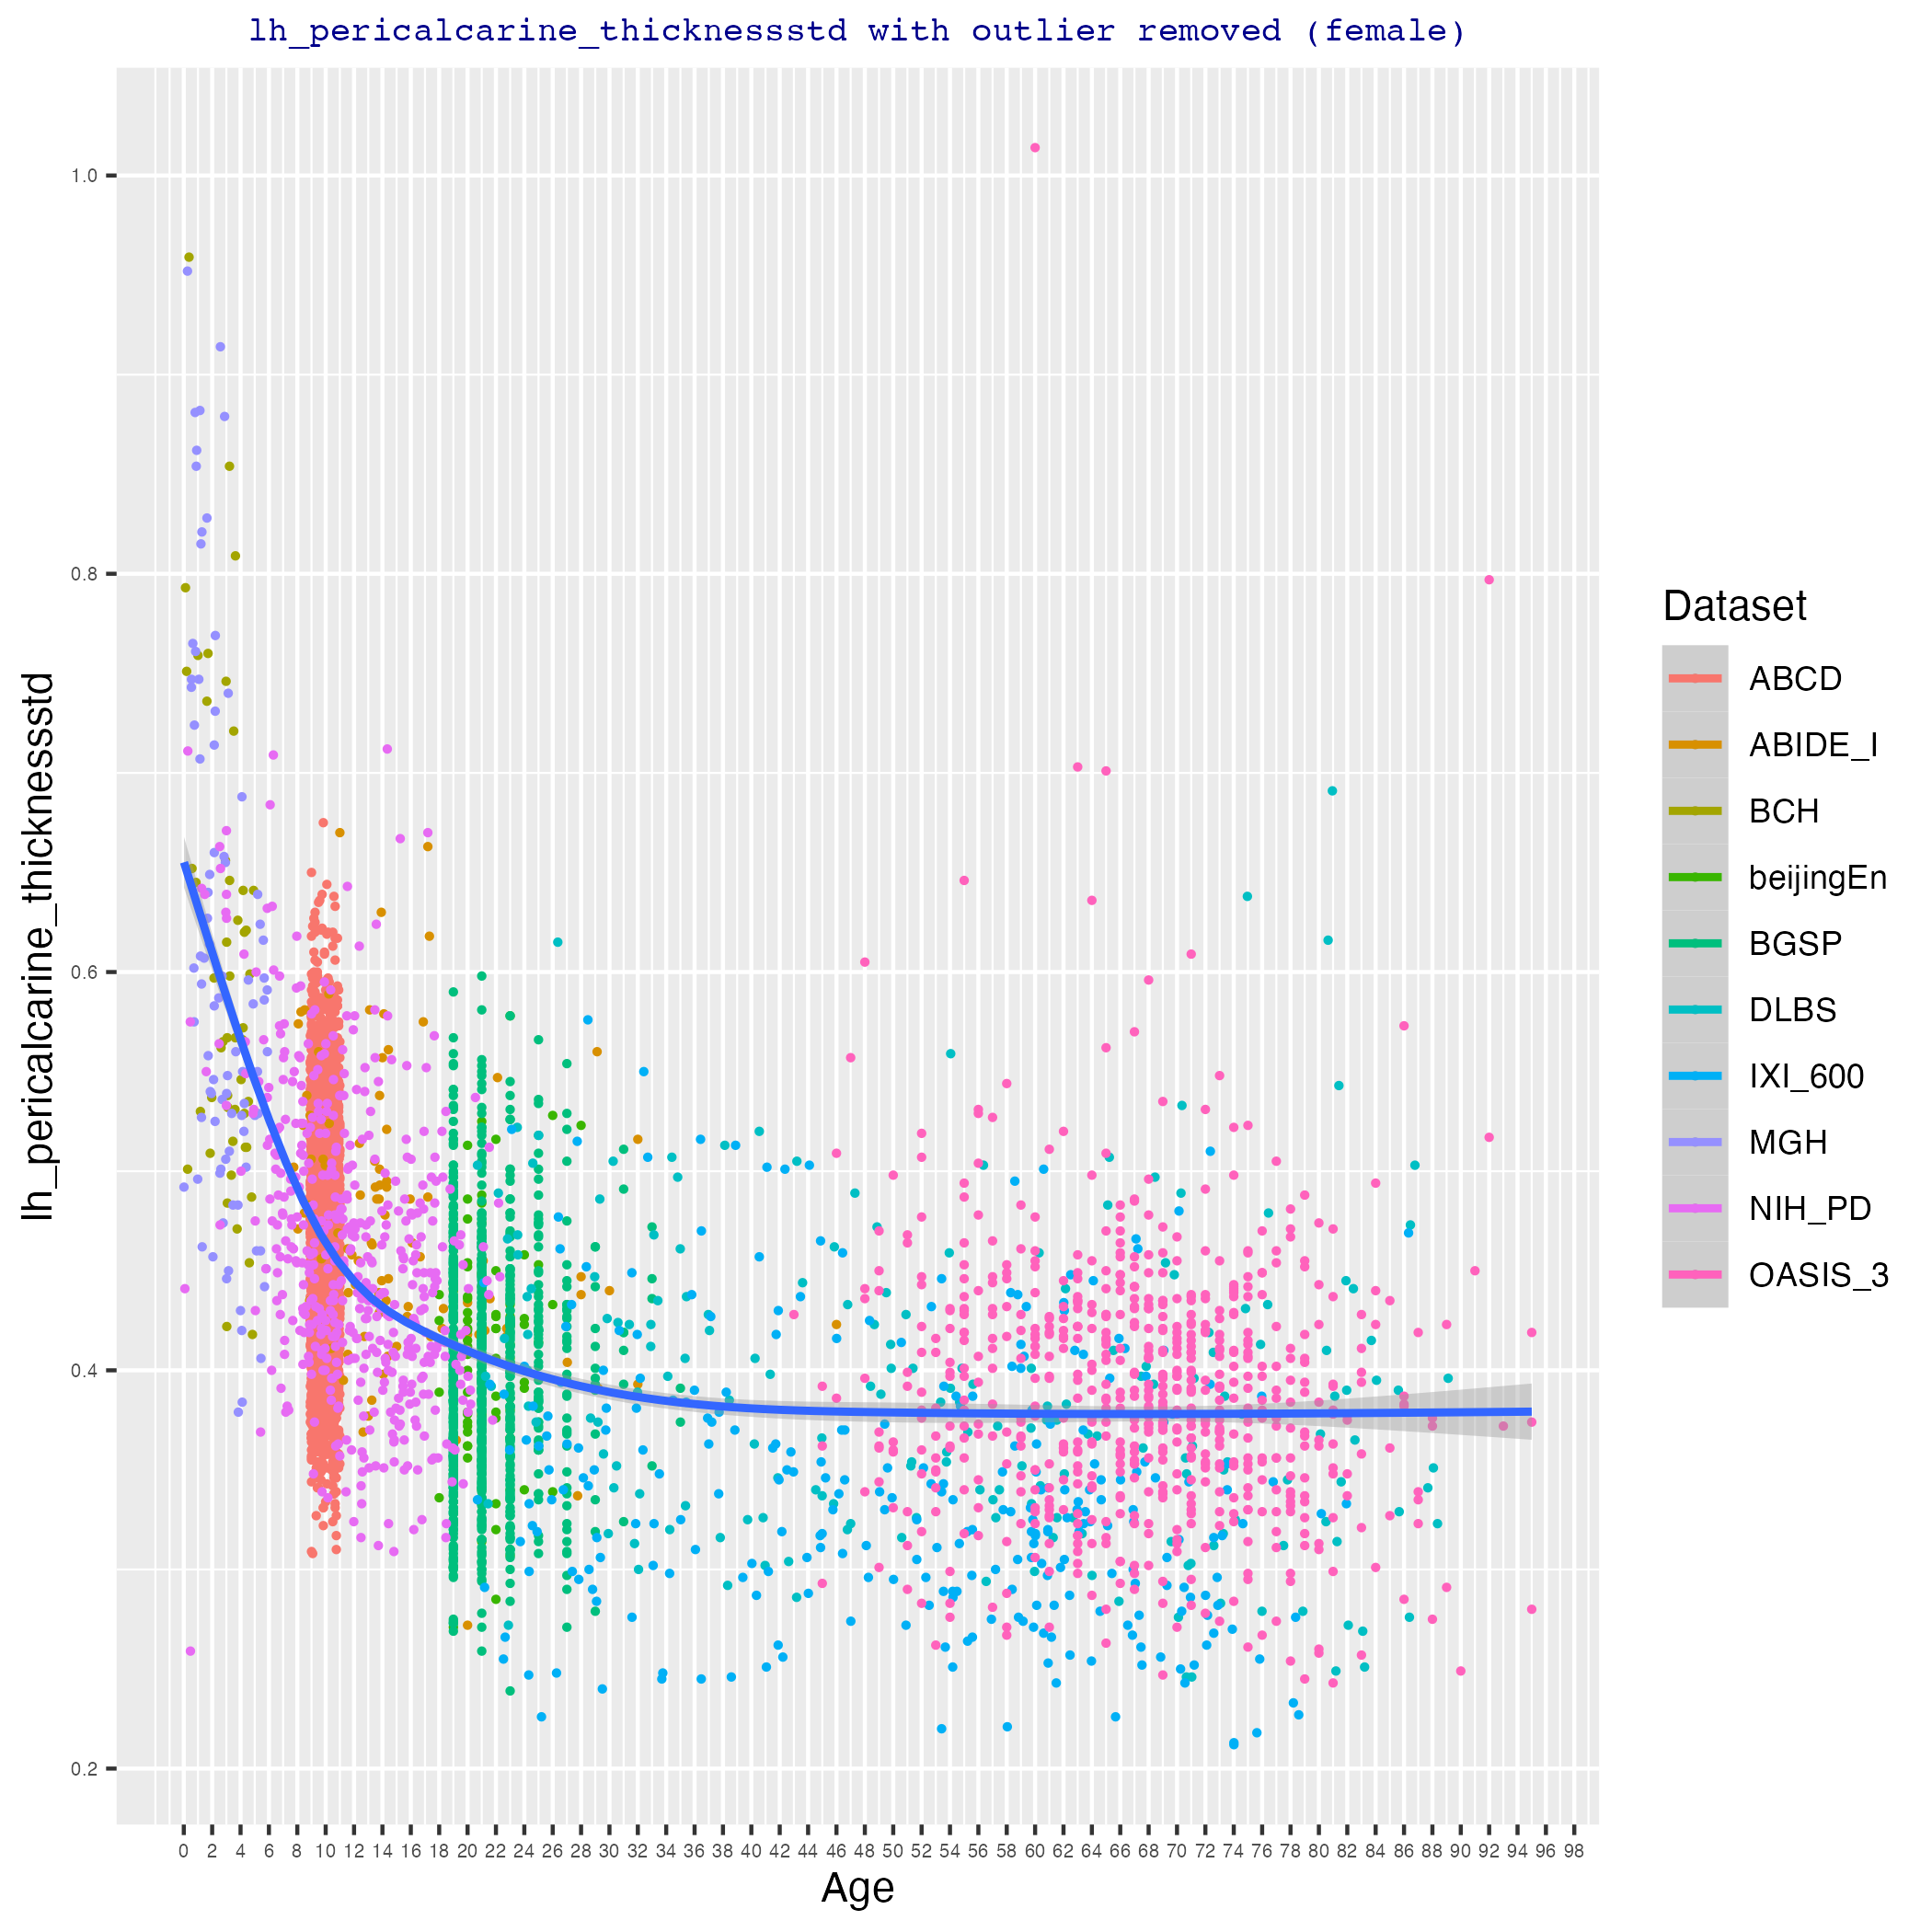 lh_pericalcarine_thicknessstd with outlier removed (female)
lh_pericalcarine_thicknessstd
1.0
0.8
0.6
0.4
0.2
0 2 4 6 8 10 12 14 16 18 20 22 24 26 28 30 32 34 36 38 40 42 44 46 48 50 52 54 56 58 60 62 64 66 68 70 72 74 76 78 80 82 84 86 88 90 92 94 96 98
Age
Dataset
ABCD
ABIDE_I
BCH
beijingEn
BGSP
DLBS
IXI_600
MGH
NIH_PD
OASIS_3